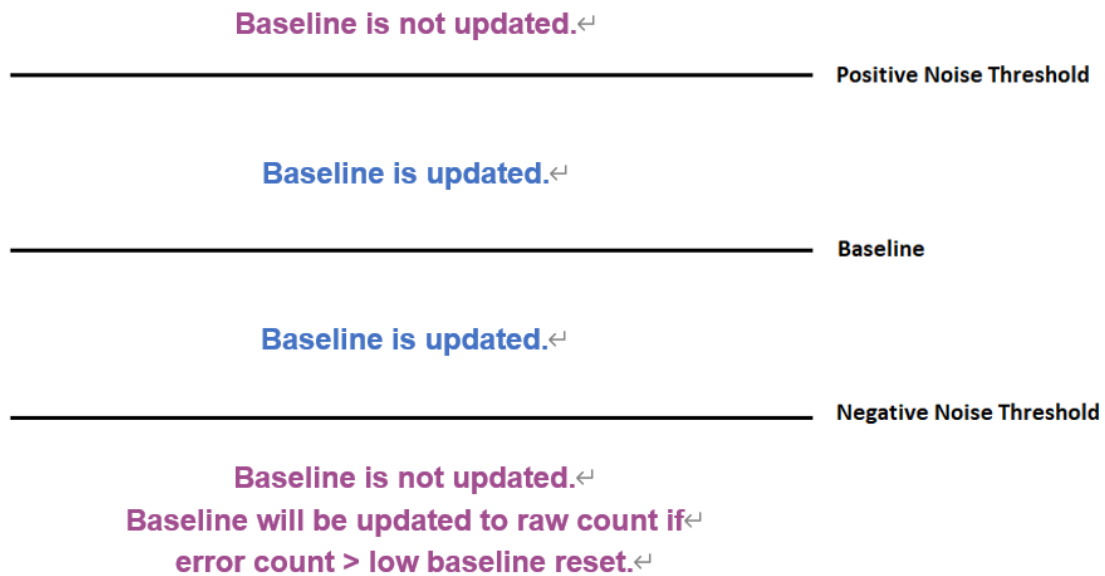 Baseline is not updated.↵
Positive Noise Threshold
Baseline is updated.↵
Baseline
Baseline is updated.↵
Negative Noise Threshold
Baseline is not updated.↵
Baseline will be updated to raw count if↵
error count > low baseline reset.↵